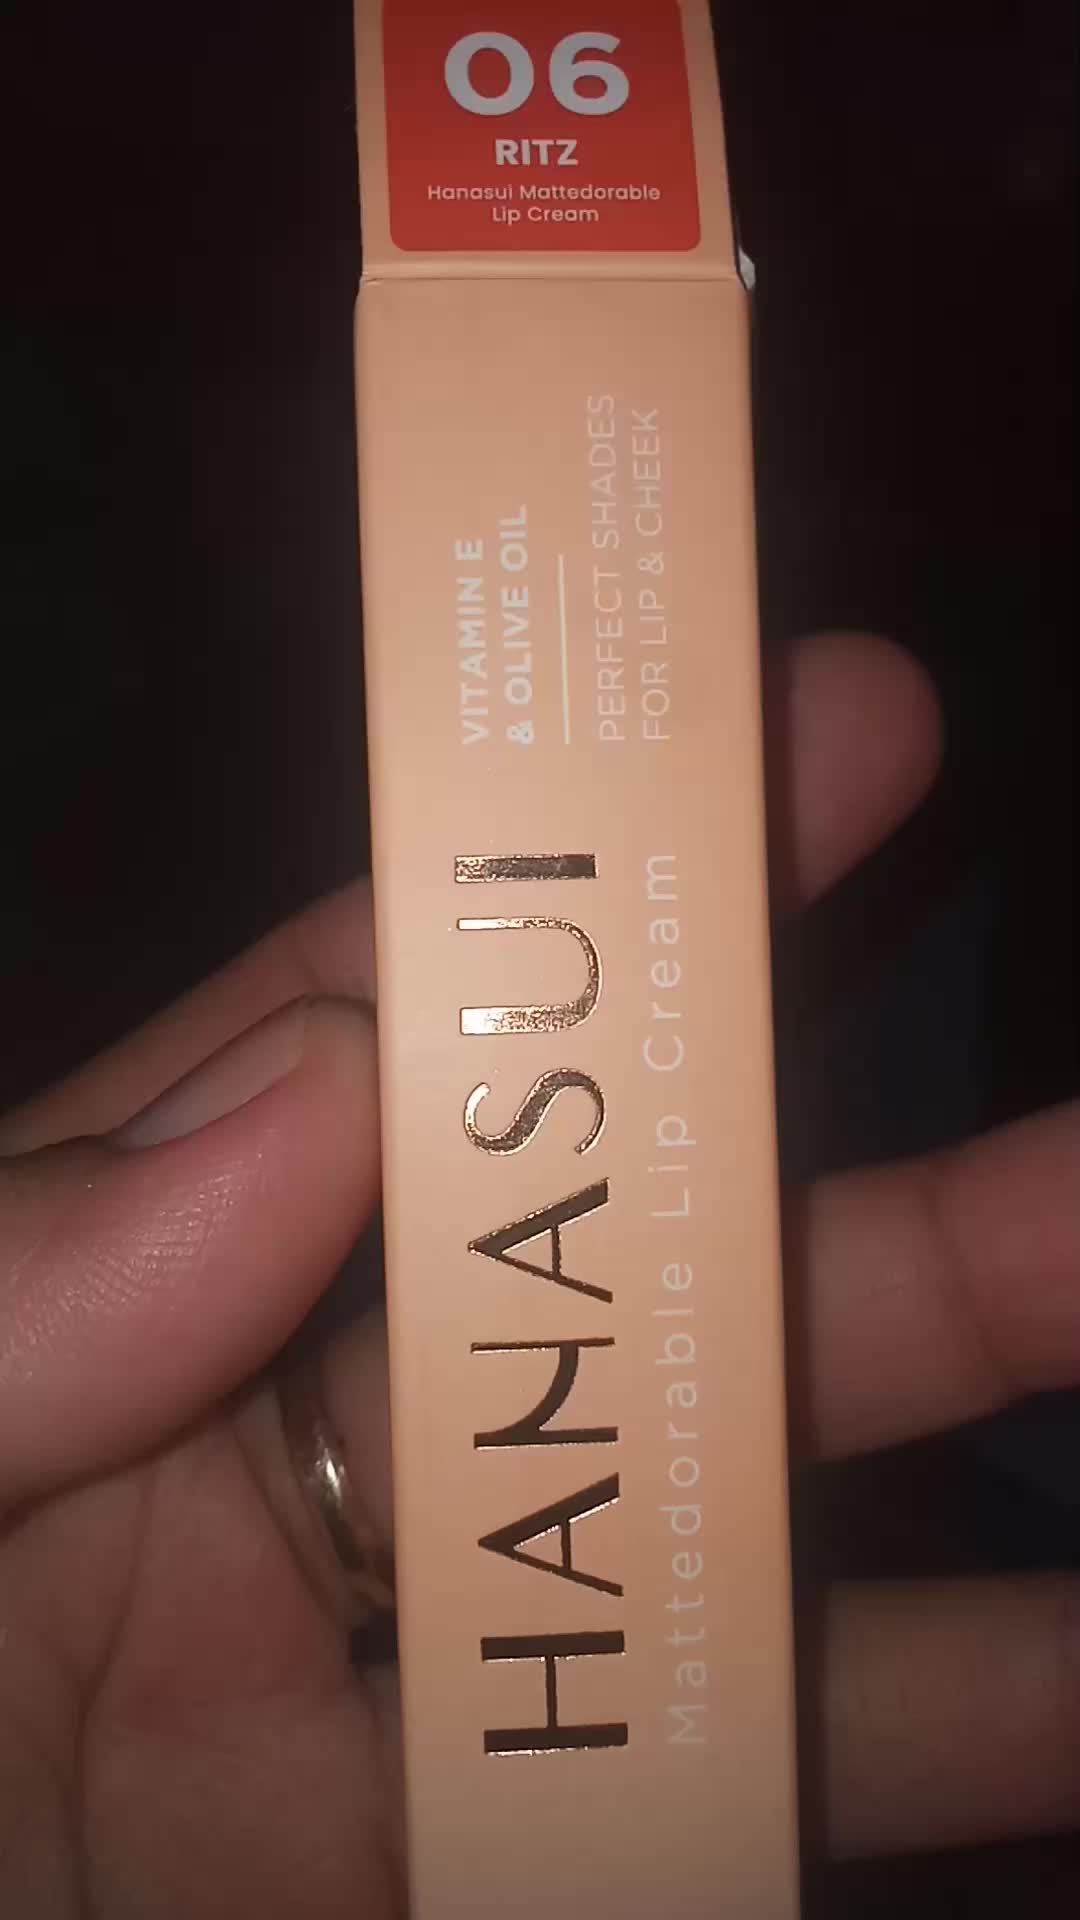 06
RITZ
Hanasui Mattedorable
Lip Cream
VITAMIN E
& OLIVE OIL
PERFECT SHADES
FOR LIP & CHEEK
HANASUI
Mattedorable Lip Cream